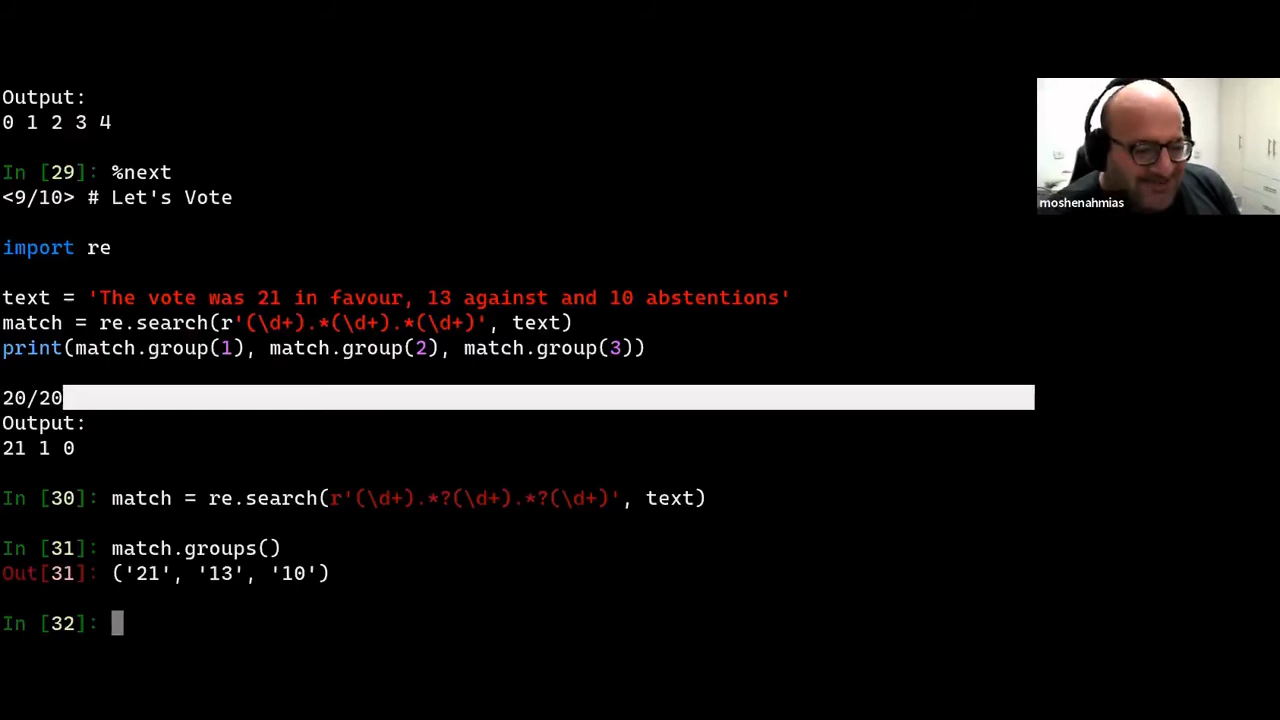 Output:
0 1 2 3 4
In [29]: %next
<9/10> # Let's Vote
import re
text = 'The vote was 21 in favour, 13 against and 10 abstentions'
match = re.search(r'(\d+).*(\d+).*(\d+)', text)
print(match.group(1), match.group(2), match.group(3))
20/20
Output:
21 1 0
In [30]: match = re.search(r'(\d+).*?(\d+).*?(\d+)', text)
In [31]: match.groups()
Out[31]: ('21', '13', '10')
In [32]:
moshenahmias